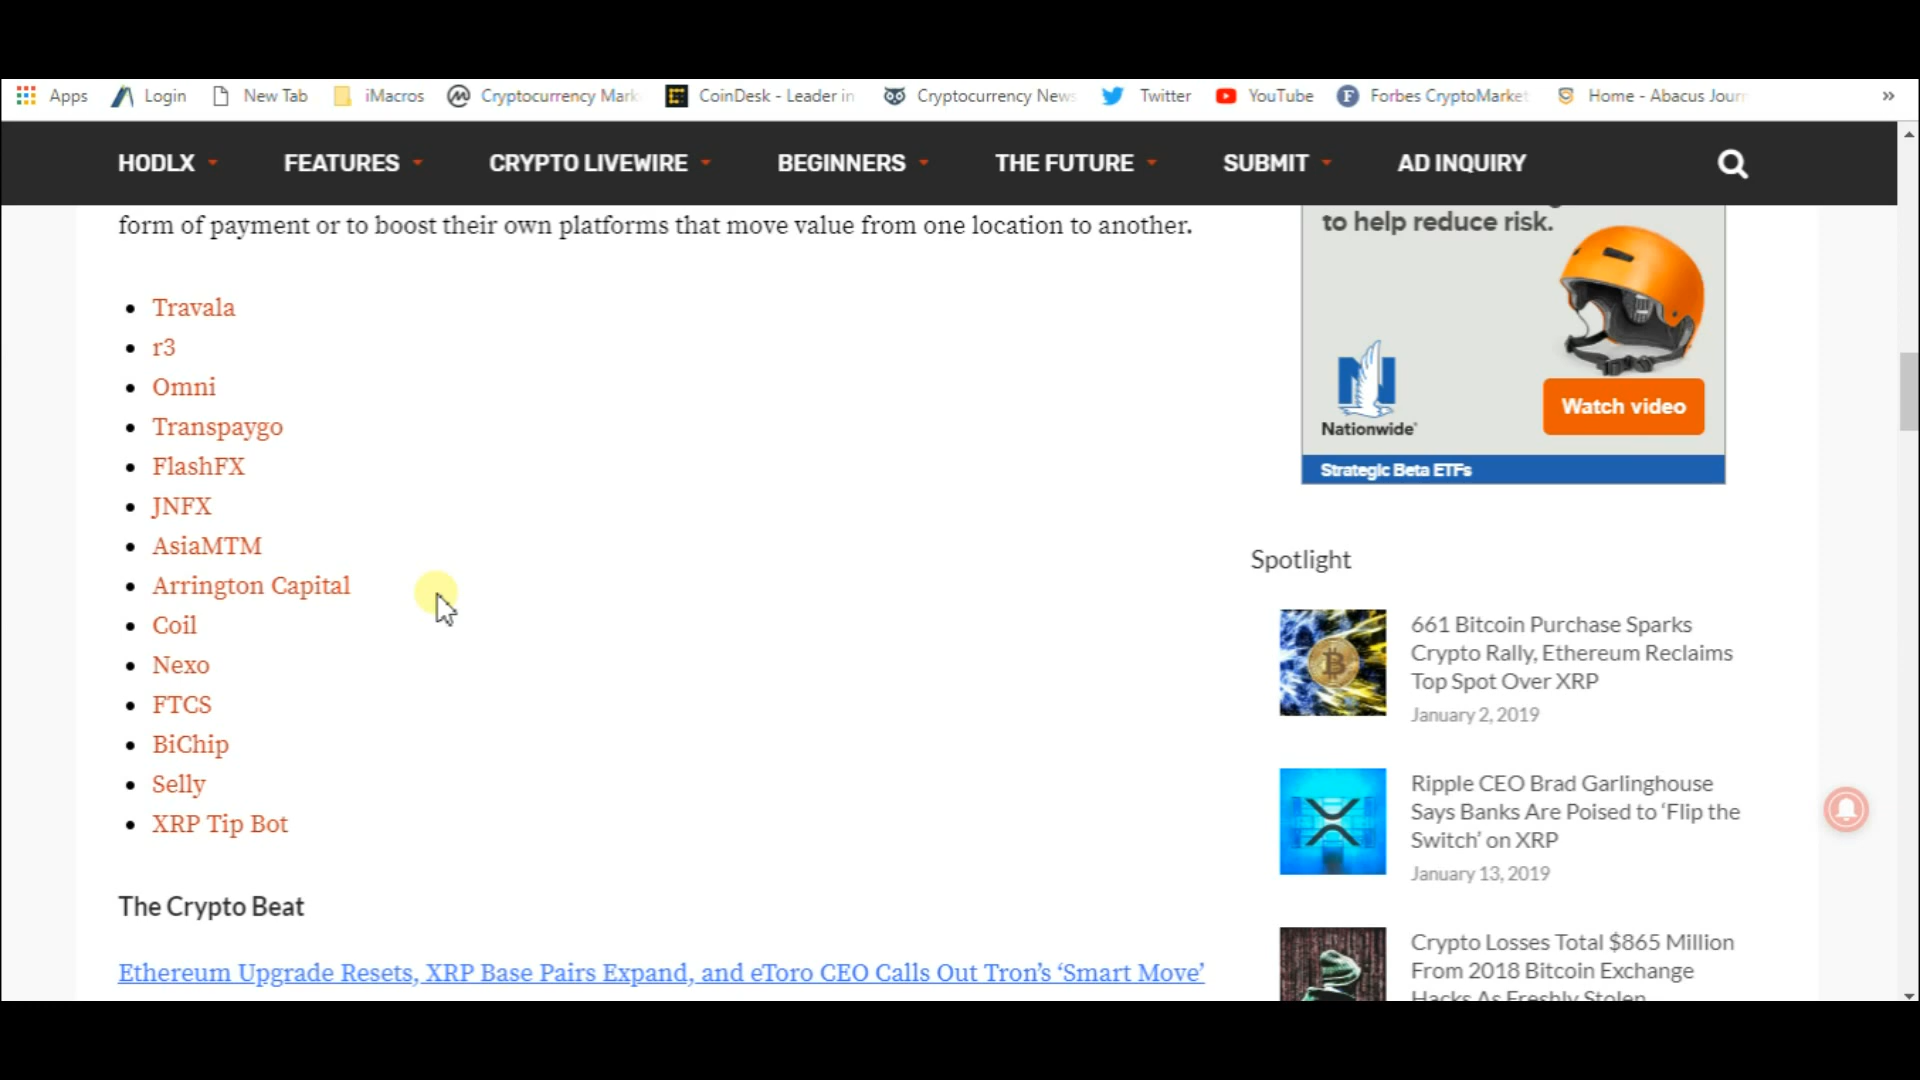 Apps Login New Tab iMacros Cryptocurrency Mark CoinDesk - Leader in Cryptocurrency News Twitter YouTube Forbes CryptoMarket Home - Abacus Journ »
HODLX FEATURES CRYPTO LIVEWIRE BEGINNERS THE FUTURE SUBMIT AD INQUIRY
form of payment or to boost their own platforms that move value from one location to another.
Travala
r3
Omni
Transpaygo
FlashFX
JNFX
AsiaMTM
Arrington Capital
Coil
Nexo
FTCS
BiChip
Selly
XRP Tip Bot
The Crypto Beat
Ethereum Upgrade Resets, XRP Base Pairs Expand, and eToro CEO Calls Out Tron's ‘Smart Move’
to help reduce risk.
Nationwide
Watch video
Strategic Beta ETFs
Spotlight
661 Bitcoin Purchase Sparks
Crypto Rally, Ethereum Reclaims
Top Spot Over XRP
January 2, 2019
Ripple CEO Brad Garlinghouse
Says Banks Are Poised to ‘Flip the
Switch’ on XRP
January 13, 2019
Crypto Losses Total $865 Million
From 2018 Bitcoin Exchange
Hacks As Freshly Stolen